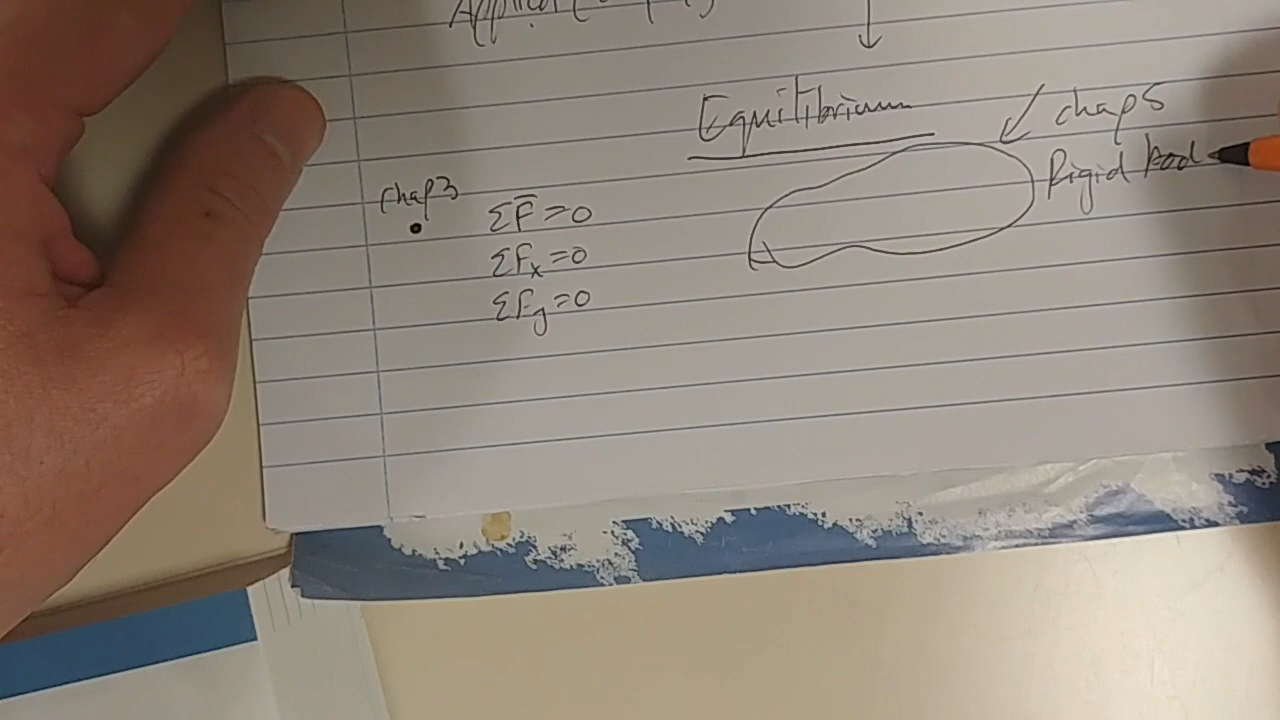 Equilibrium
chap 5
Rigid bod
chap 3
ΣF̅=0
ΣFx=0
ΣFy=0